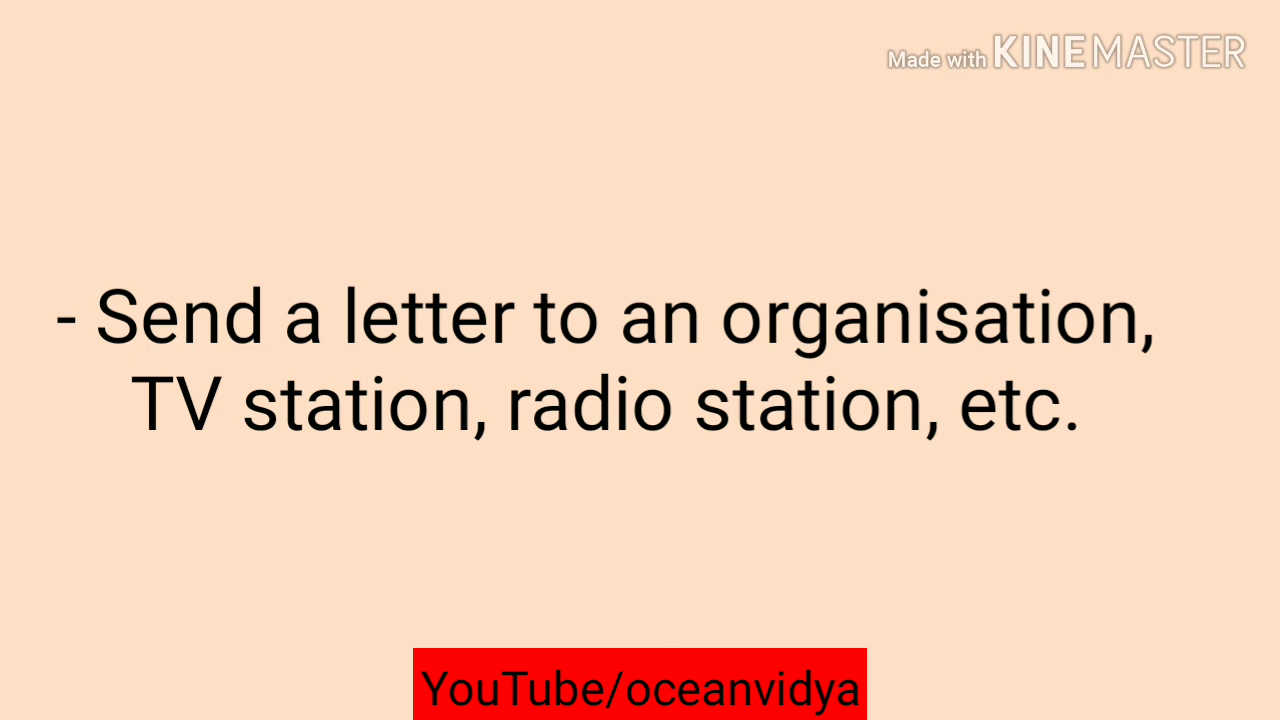 Made with KINEMASTER
- Send a letter to an organisation,
TV station, radio station, etc.
YouTube/oceanvidya